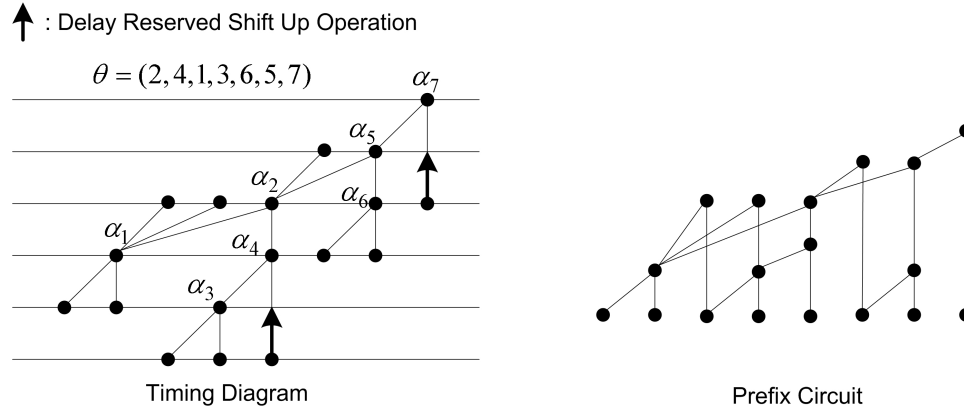 : Delay Reserved Shift Up Operation
θ = (2, 4, 1, 3, 6, 5, 7)
α₇
α₅
α₂
α₆
α₁
α₄
α₃
Timing Diagram
Prefix Circuit